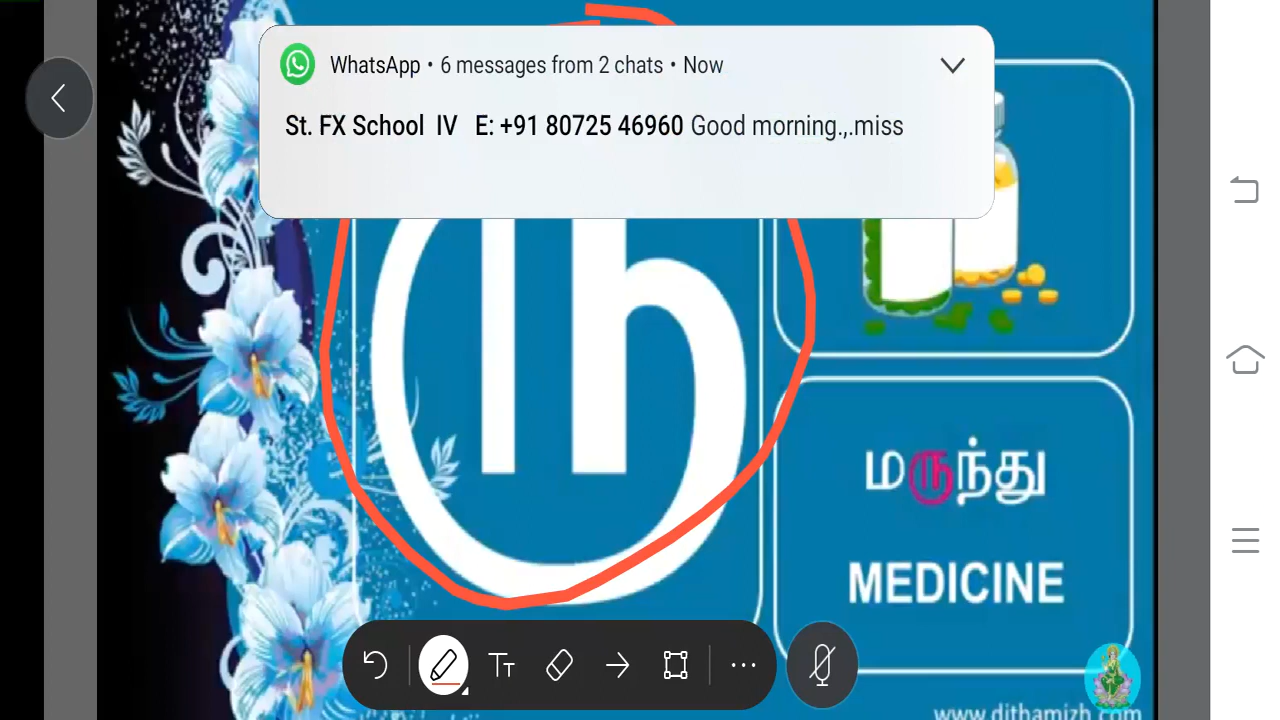 WhatsApp • 6 messages from 2 chats • Now
St. FX School IV E: +91 80725 46960 Good morning.,.miss
ரு
மருந்து
MEDICINE
Tт
www.dithamizh.com